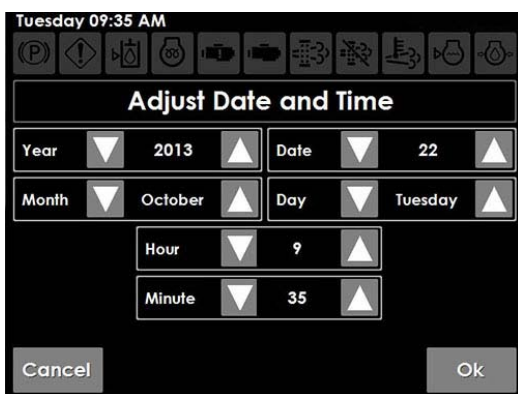 Tuesday 09:35 AM
(P)
Adjust Date and Time
Year 2013 Date 22
Month October Day Tuesday
Hour 9
Minute 35
Cancel Ok